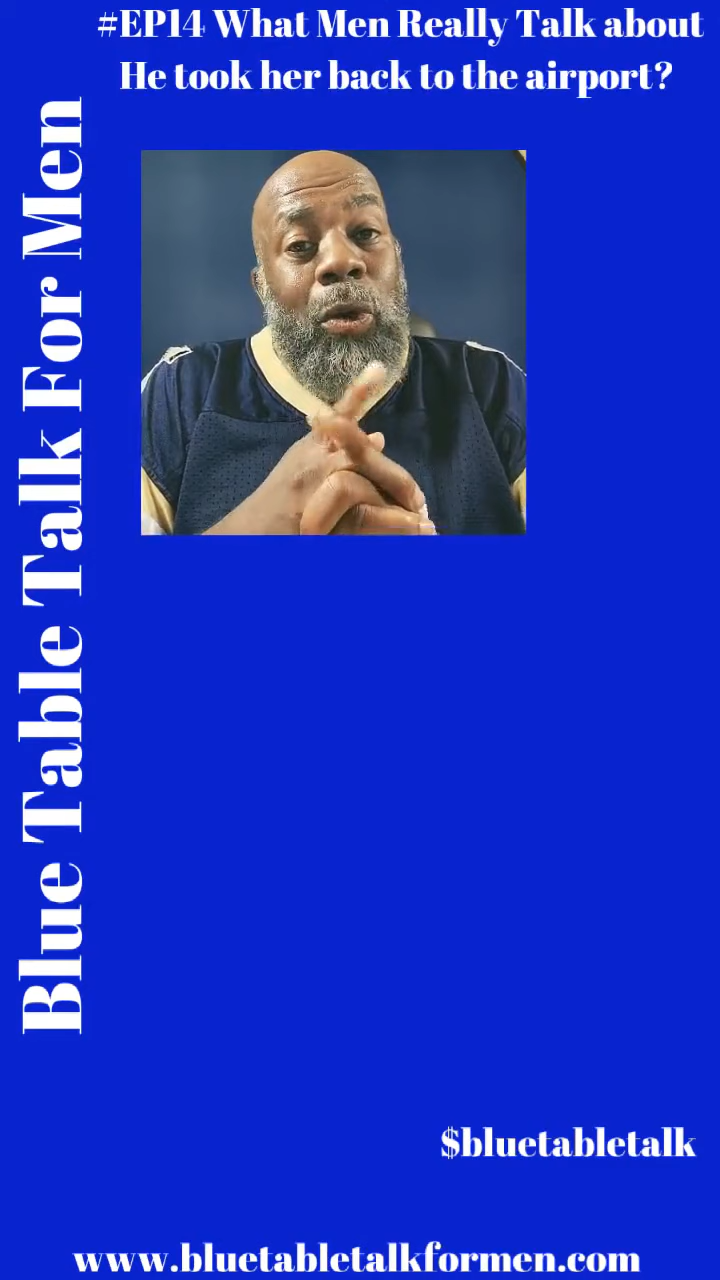 #EP14 What Men Really Talk about
He took her back to the airport?
Blue Table Talk For Men
$bluetabletalk
www.bluetabletalkformen.com